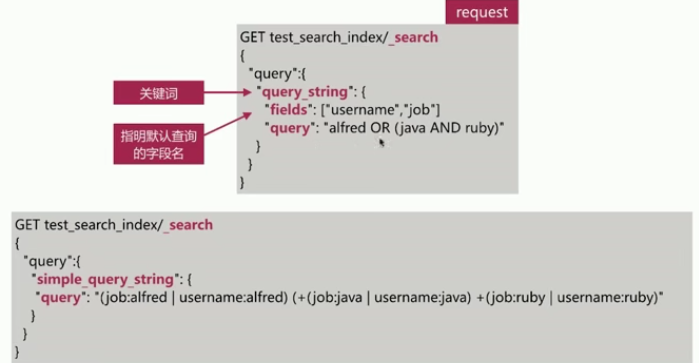 request
GET test_search_index/_search
{
"query":{
关键词
"query_string": {
指明默认查询
的字段名
"fields": ["username","job"]
"query": "alfred OR (java AND ruby)"
}
}
}
GET test_search_index/_search
{
"query":{
"simple_query_string": {
"query": "(job:alfred | username:alfred) (+(job:java | username:java) +(job:ruby | username:ruby)"
}
}
}